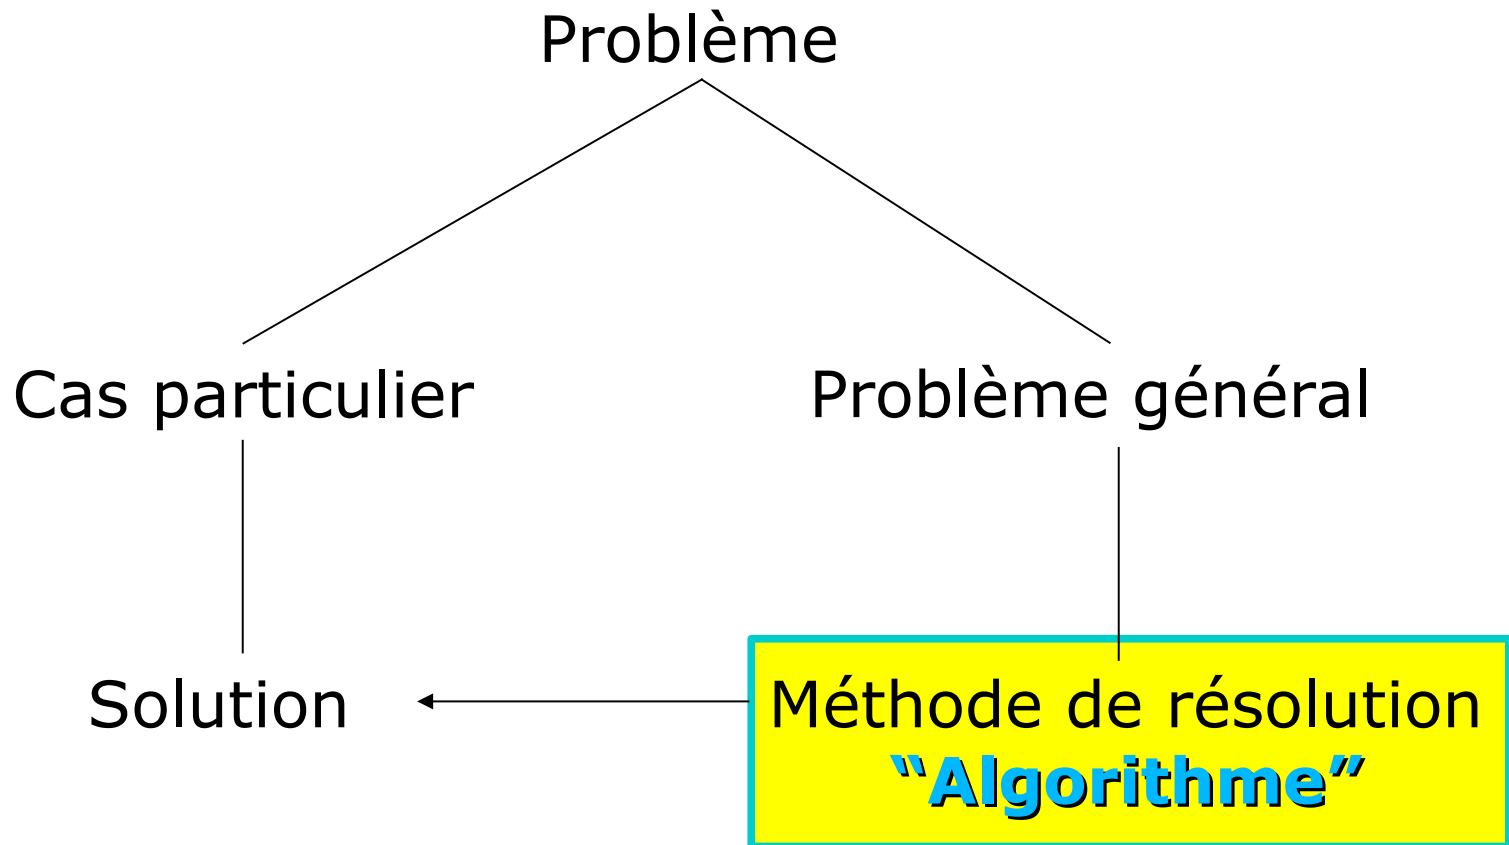 Problème
Cas particulier
Problème général
Solution
Méthode de résolution
“Algorithme”